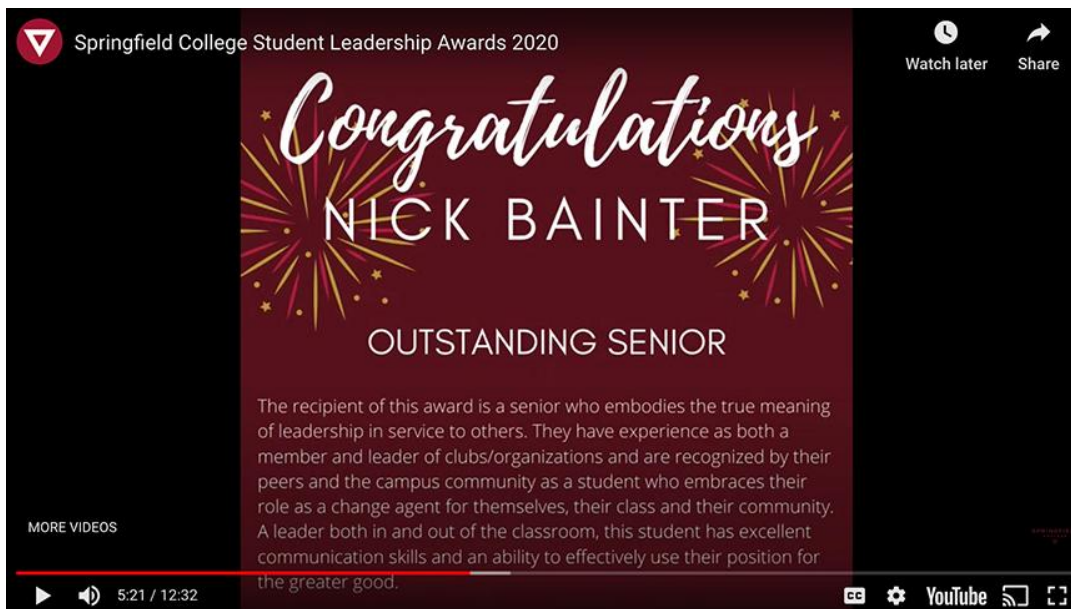 Springfield College Student Leadership Awards 2020
Watch later
Share
Congratulations
NICK BAINTER
OUTSTANDING SENIOR
The recipient of this award is a senior who embodies the true meaning
of leadership in service to others. They have experience as both a
member and leader of clubs/organizations and are recognized by their
peers and the campus community as a student who embraces their
role as a change agent for themselves, their class and their community.
A leader both in and out of the classroom, this student has excellent
communication skills and an ability to effectively use their position for
the greater good.
MORE VIDEOS
5:21 / 12:32
CC
YouTube